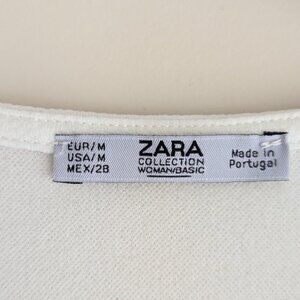 EUR/M
USA/M
MEX/28
ZARA
COLLECTION
WOMAN/BASIC
Made in
Portugal